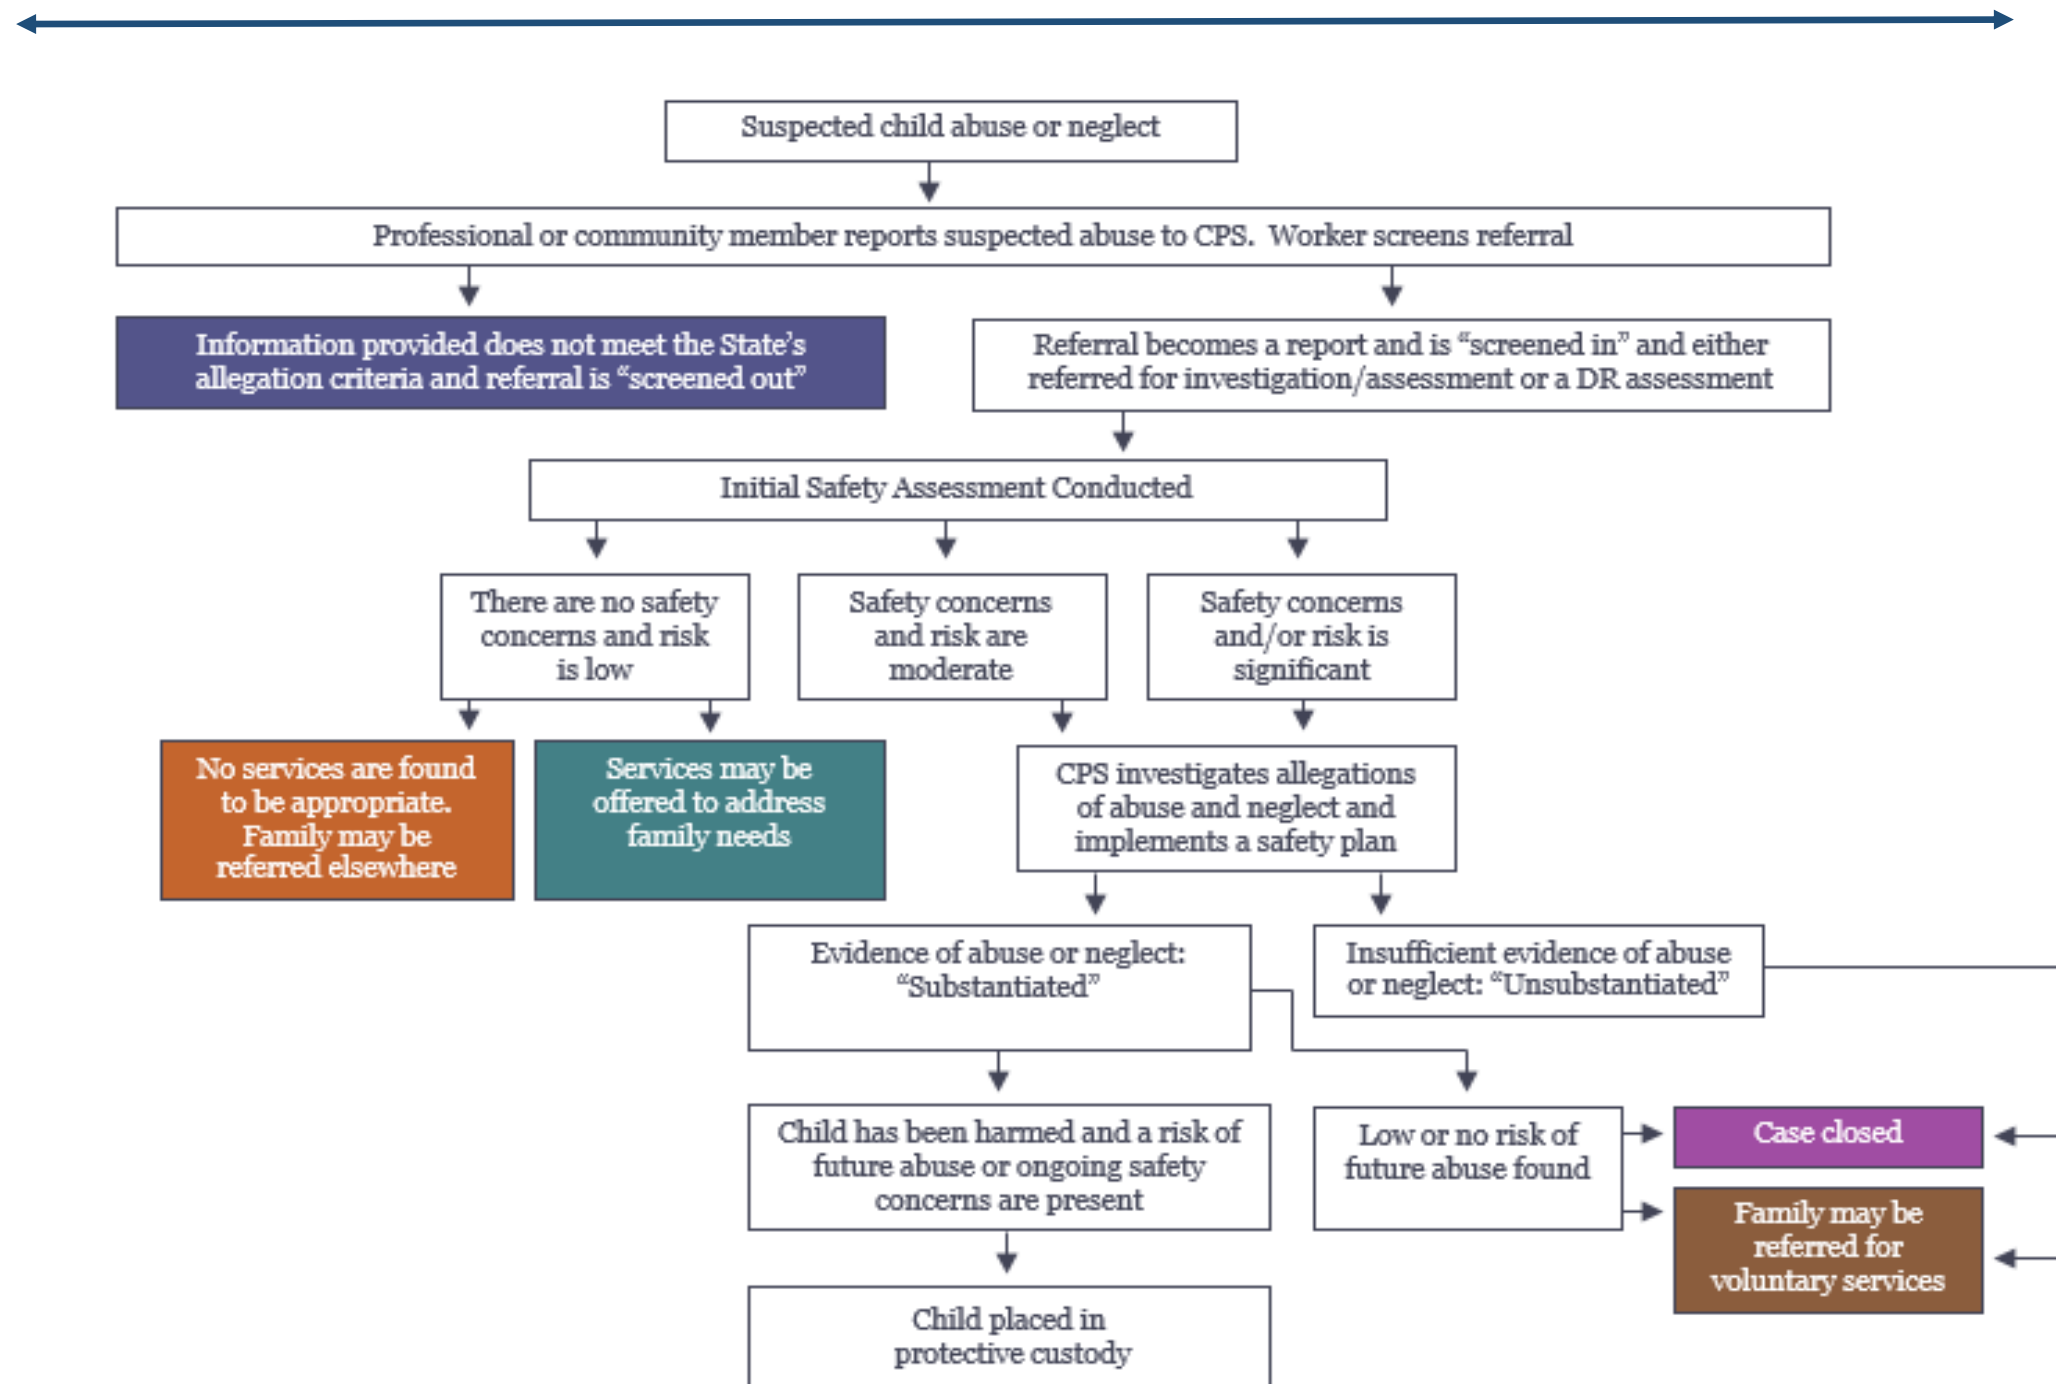 Suspected child abuse or neglect
Professional or community member reports suspected abuse to CPS.  Worker screens referral
Information provided does not meet the State’s
allegation criteria and referral is “screened out”
Referral becomes a report and is “screened in” and either
referred for investigation/assessment or a DR assessment
Initial Safety Assessment Conducted
There are no safety
concerns and risk
is low
Safety concerns
and risk are
moderate
Safety concerns
and/or risk is
significant
No services are found
to be appropriate.
Family may be
referred elsewhere
Services may be
offered to address
family needs
CPS investigates allegations
of abuse and neglect and
implements a safety plan
Evidence of abuse or neglect:
“Substantiated”
Insufficient evidence of abuse
or neglect: “Unsubstantiated”
Child has been harmed and a risk of
future abuse or ongoing safety
concerns are present
Low or no risk of
future abuse found
Case closed
Family may be
referred for
voluntary services
Child placed in
protective custody